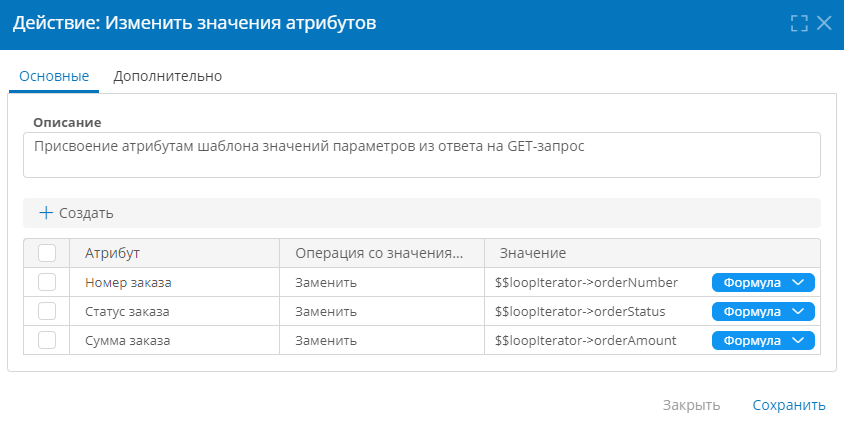 Действие: Изменить значения атрибутов
Основные Дополнительно
Описание
Присвоение атрибутам шаблона значений параметров из ответа на GET-запрос
Создать
Атрибут Операция со значения... Значение
Номер заказа Заменить $$loopIterator->orderNumber Формула
Статус заказа Заменить $$loopIterator->orderStatus Формула
Сумма заказа Заменить $$loopIterator->orderAmount Формула
Закрыть Сохранить